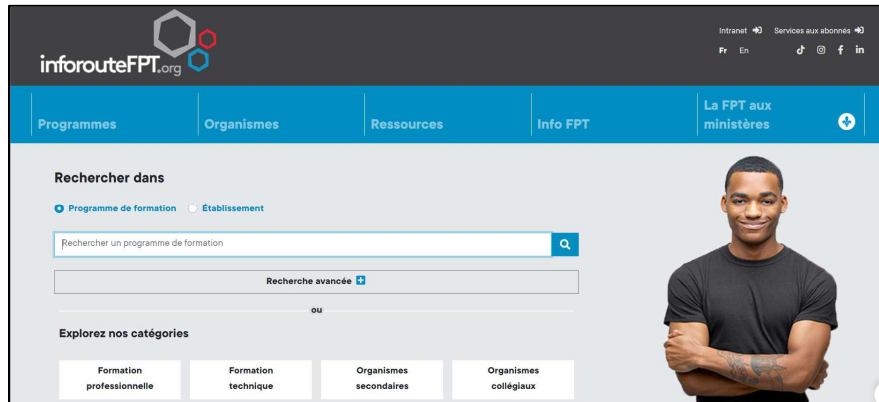 inforouteFPT.org
Intranet Services aux abonnés
Fr En
Programmes
Organismes
Ressources
Info FPT
La FPT aux
ministères
Rechercher dans
Programme de formation Établissement
Rechercher un programme de formation
Recherche avancée
ou
Explorez nos catégories
Formation
professionnelle
Formation
technique
Organismes
secondaires
Organismes
collégiaux